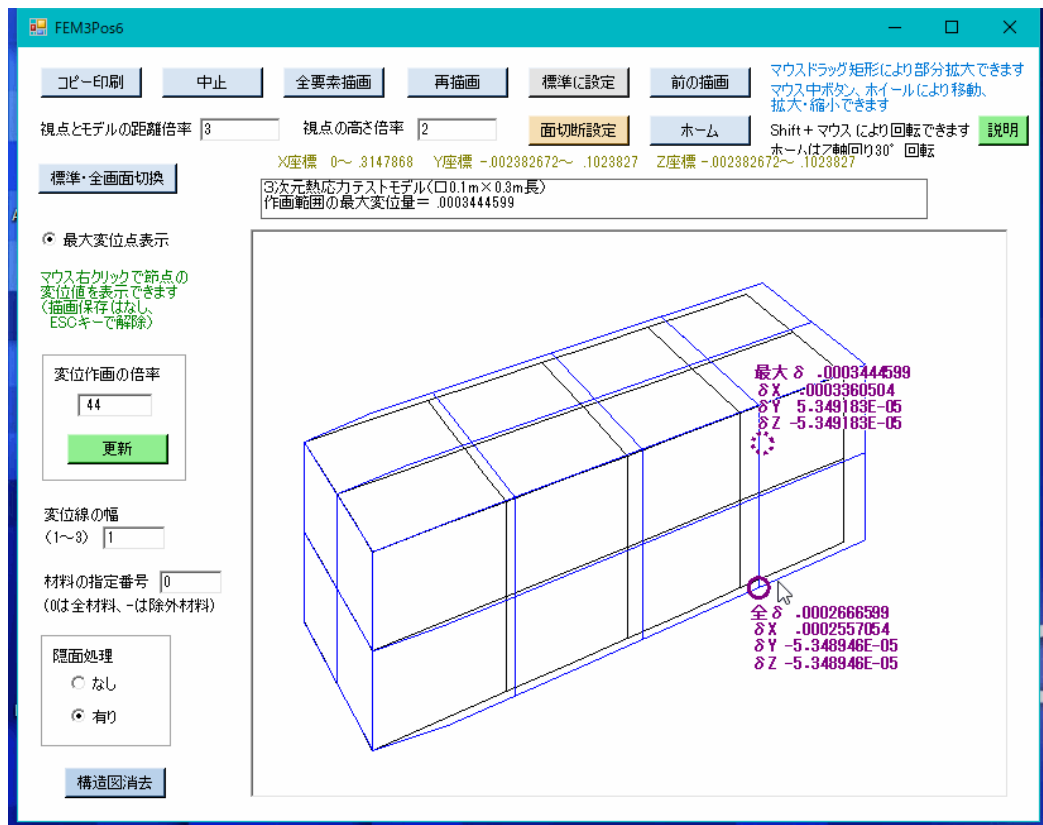 FEM3Pos6
コピー印刷
中止
全要素描画
再描画
標準に設定
前の描画
マウスドラッグ矩形により部分拡大できます
マウス中ボタン、ホイールにより移動、
拡大・縮小できます
視点とモデルの距離倍率 3
視点の高さ倍率 2
面切断設定
ホーム
Shift+マウスにより回転できます
説明
ホームはZ軸回り30°回転
標準・全画面切換
X座標 0～ .3147868 Y座標 -.002382672～ .1023827 Z座標 -.002382672～ .1023827
3次元熱応力テストモデル(口0.1m×0.3m長)
作画範囲の最大変位量＝ .0003444599
最大変位点表示
マウス右クリックで節点の
変位値を表示できます
(描画保存はなし、
ESCキーで解除)
変位作画の倍率
44
更新
最大 δ .0003444599
δX .0003360504
δY 5.349183E-05
δZ -5.349183E-05
変位線の幅
(1～3) 1
材料の指定番号 0
(0は全材料、-は除外材料)
全 δ .0002666599
δX .0002557054
δY -5.348946E-05
δZ -5.348946E-05
隠面処理
なし
有り
構造図消去